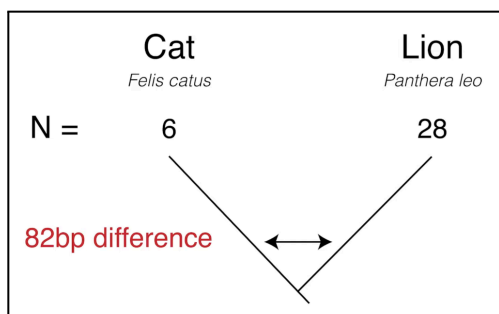 Cat Lion
Felis catus Panthera leo
N = 6 28
82bp difference